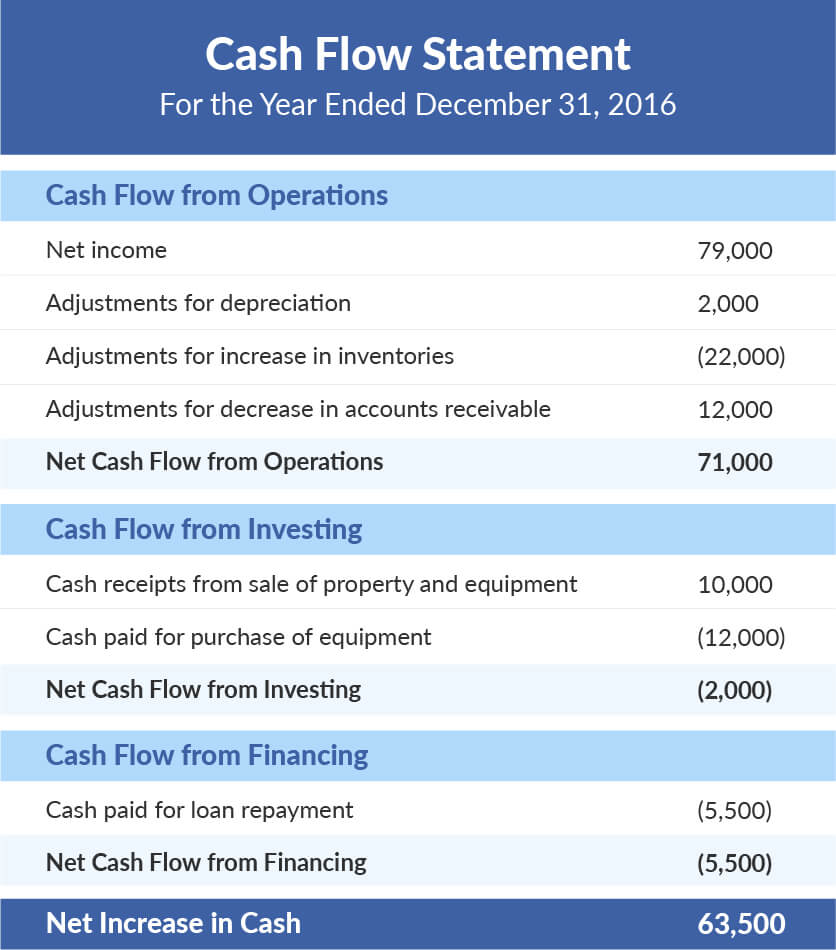 Cash Flow Statement
For the Year Ended December 31, 2016
Cash Flow from Operations
Net income 79,000
Adjustments for depreciation 2,000
Adjustments for increase in inventories (22,000)
Adjustments for decrease in accounts receivable 12,000
Net Cash Flow from Operations 71,000
Cash Flow from Investing
Cash receipts from sale of property and equipment 10,000
Cash paid for purchase of equipment (12,000)
Net Cash Flow from Investing (2,000)
Cash Flow from Financing
Cash paid for loan repayment (5,500)
Net Cash Flow from Financing (5,500)
Net Increase in Cash 63,500